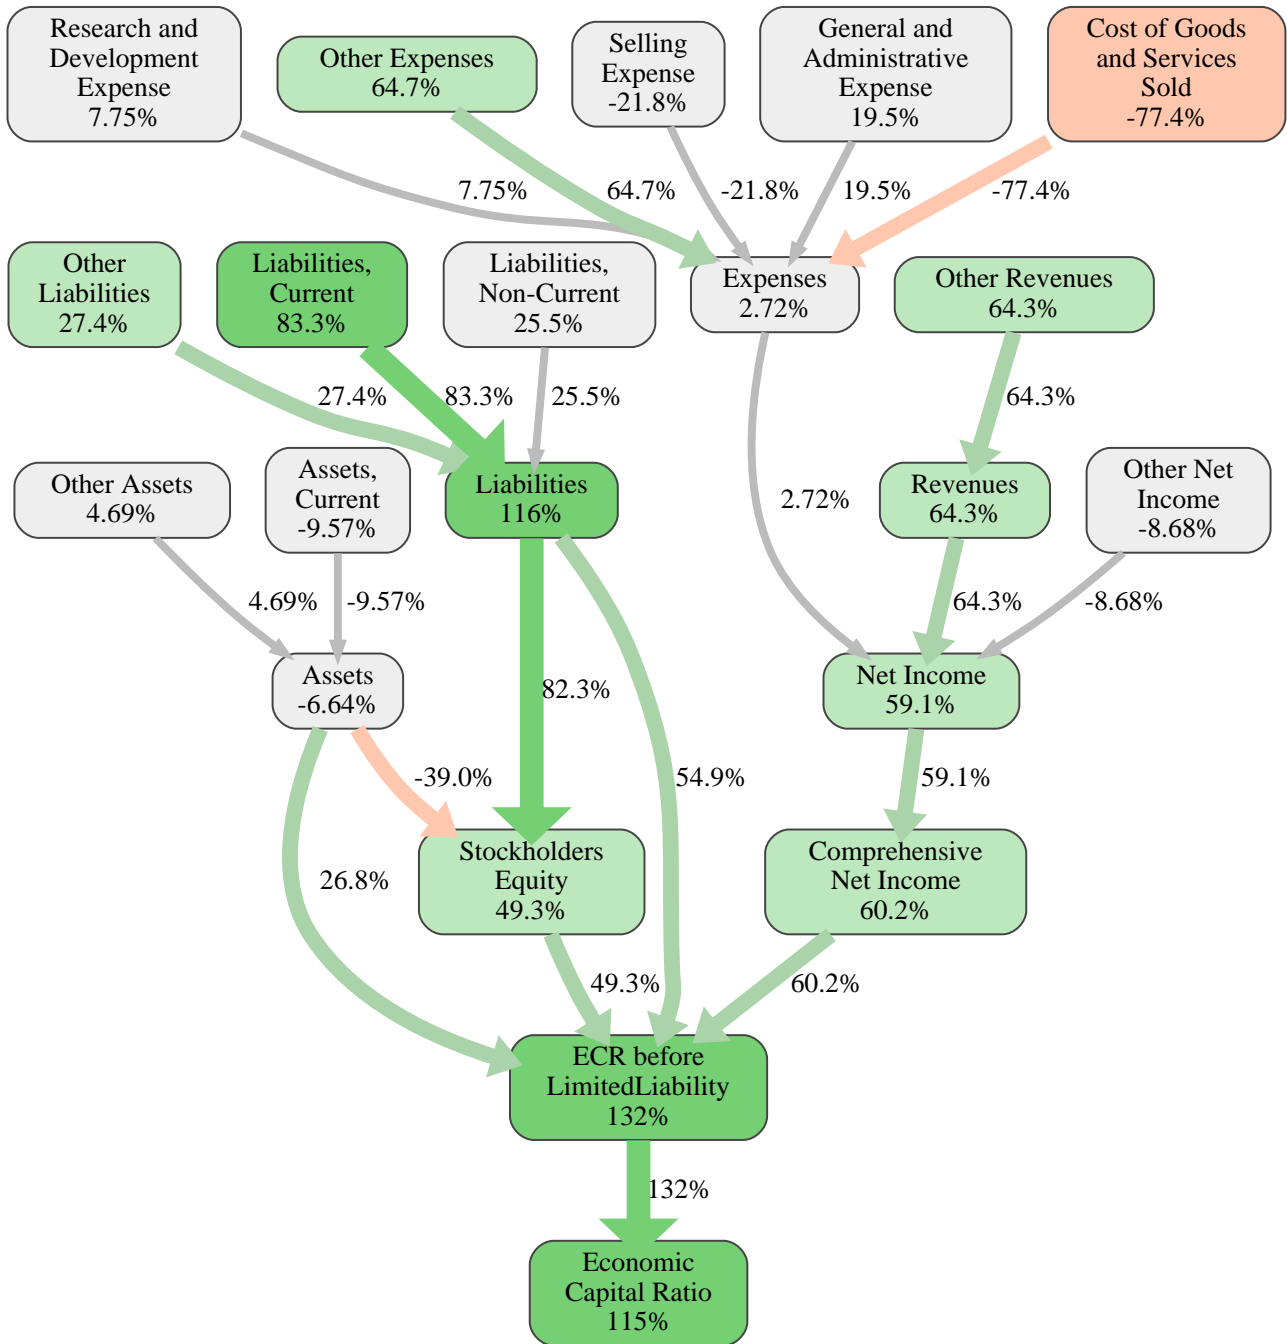 Research and
Development
Expense
7.75%
Other Expenses
64.7%
Selling
Expense
-21.8%
General and
Administrative
Expense
19.5%
Cost of Goods
and Services
Sold
-77.4%
7.75%
64.7%
-21.8%
19.5%
-77.4%
Other
Liabilities
27.4%
Liabilities,
Current
83.3%
Liabilities,
Non-Current
25.5%
Expenses
2.72%
Other Revenues
64.3%
27.4%
83.3%
25.5%
64.3%
Other Assets
4.69%
Assets,
Current
-9.57%
Liabilities
116%
2.72%
Revenues
64.3%
Other Net
Income
-8.68%
4.69%
-9.57%
64.3%
-8.68%
Assets
-6.64%
82.3%
Net Income
59.1%
-39.0%
54.9%
59.1%
26.8%
Stockholders
Equity
49.3%
Comprehensive
Net Income
60.2%
49.3%
60.2%
ECR before
LimitedLiability
132%
132%
Economic
Capital Ratio
115%